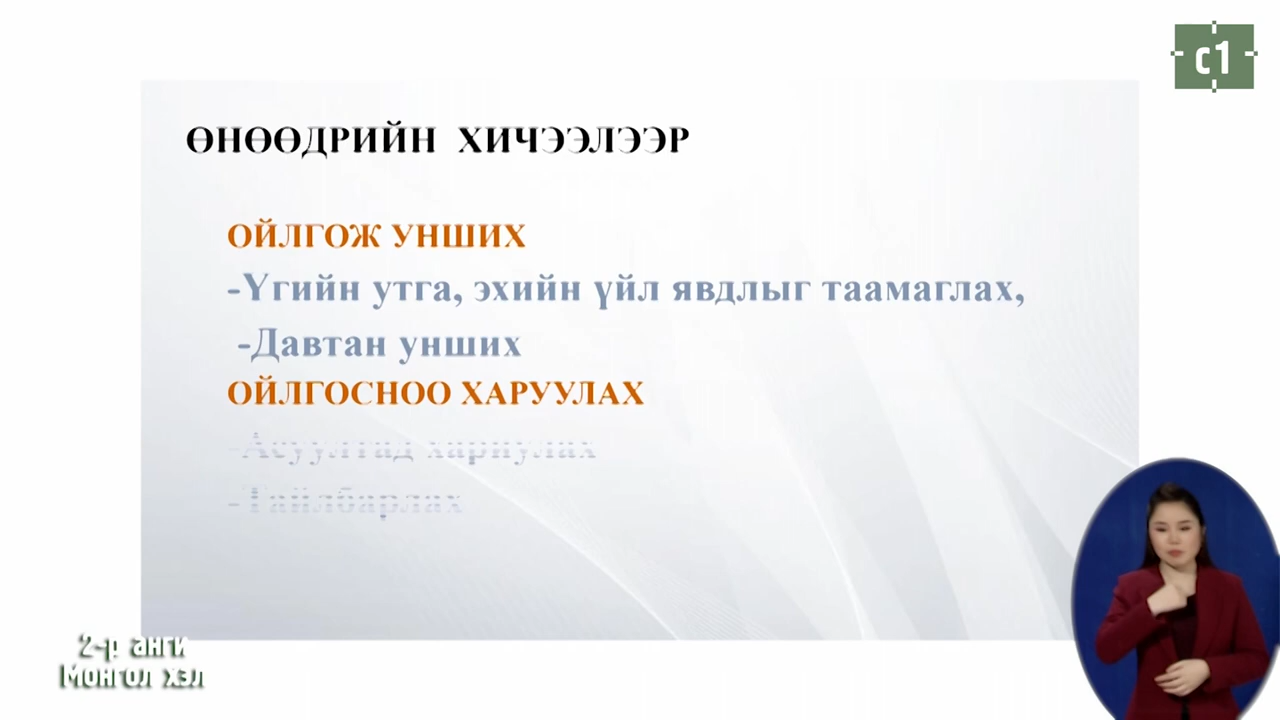 с1
ӨНӨӨДРИЙН ХИЧЭЭЛЭЭР
ОЙЛГОЖ УНШИХ
-Үгийн утга, эхийн үйл явдлыг таамаглах,
-Давтан унших
ОЙЛГОСНОО ХАРУУЛАХ
-Асуултад хариулах
-Тайлбарлах
2-р анги
Монгол хэл